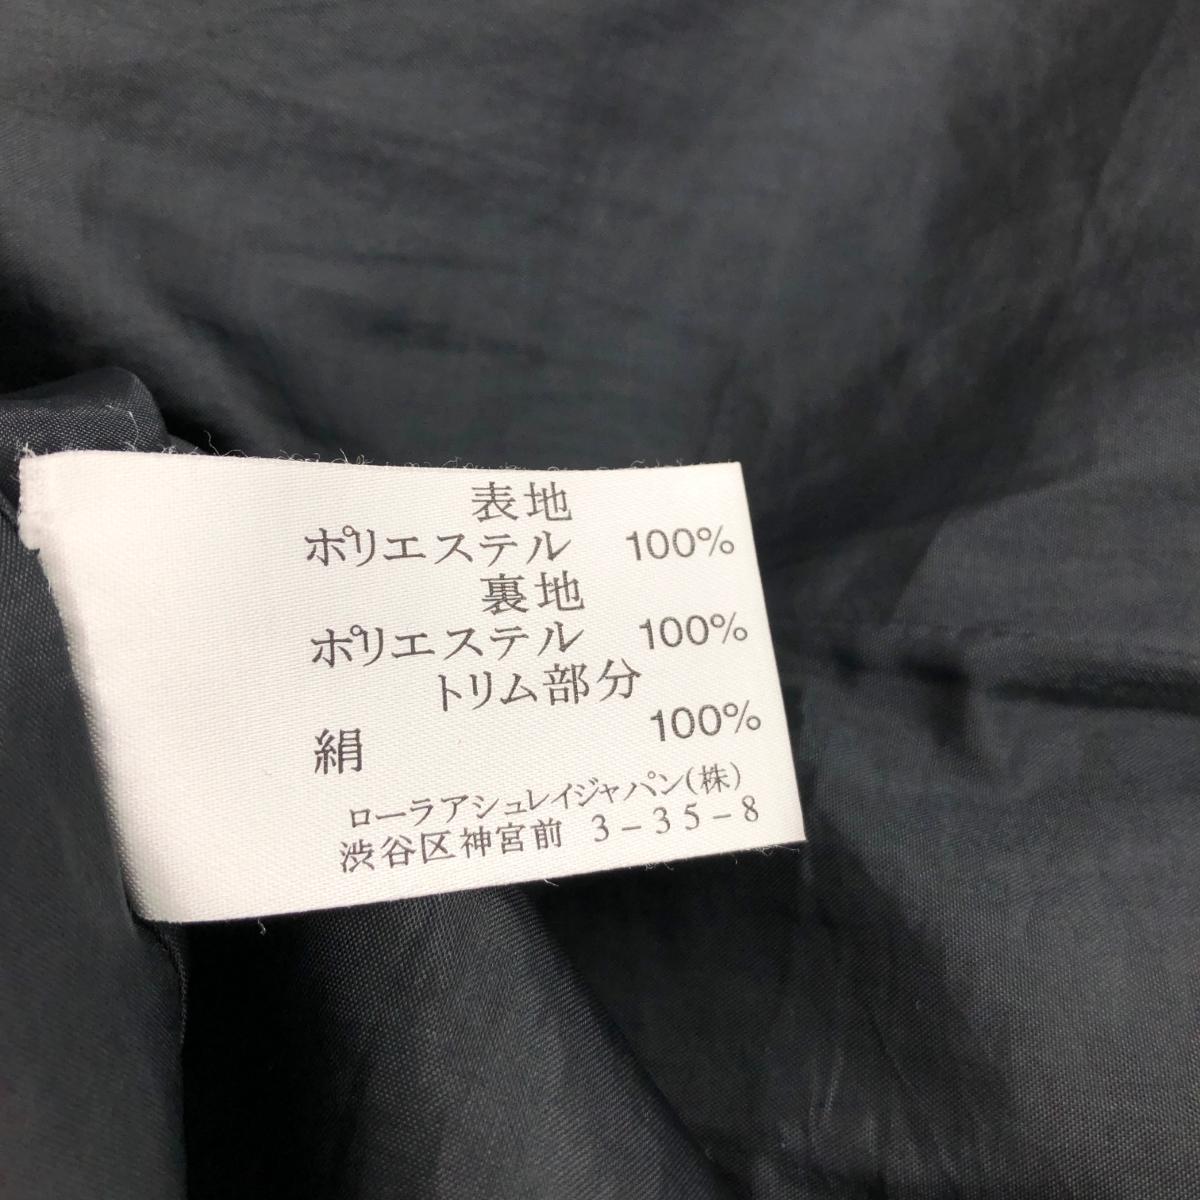 表地
ポリエステル 100%
裏地
ポリエステル 100%
トリム部分
絹 100%
ローラアシュレイジャパン(株)
渋谷区神宮前 3-35-8